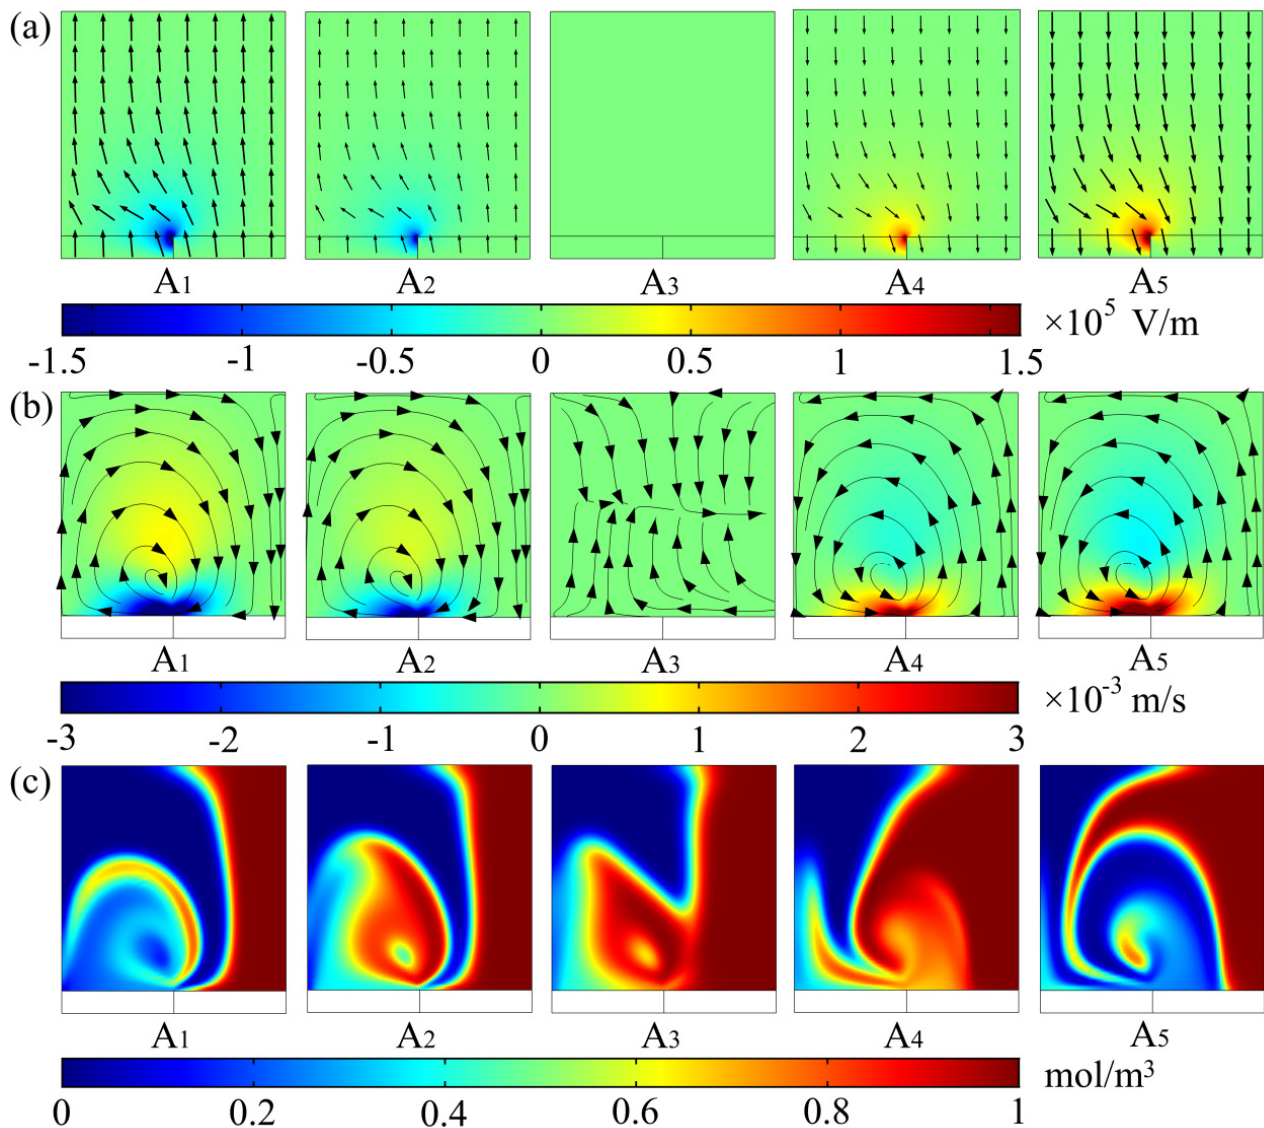 (a)
A1 A2 A3 A4 A5
-1.5 -1 -0.5 0 0.5 1 1.5 ×10⁵ V/m
(b)
A1 A2 A3 A4 A5
-3 -2 -1 0 1 2 3 ×10⁻³ m/s
(c)
A1 A2 A3 A4 A5
0 0.2 0.4 0.6 0.8 1 mol/m³